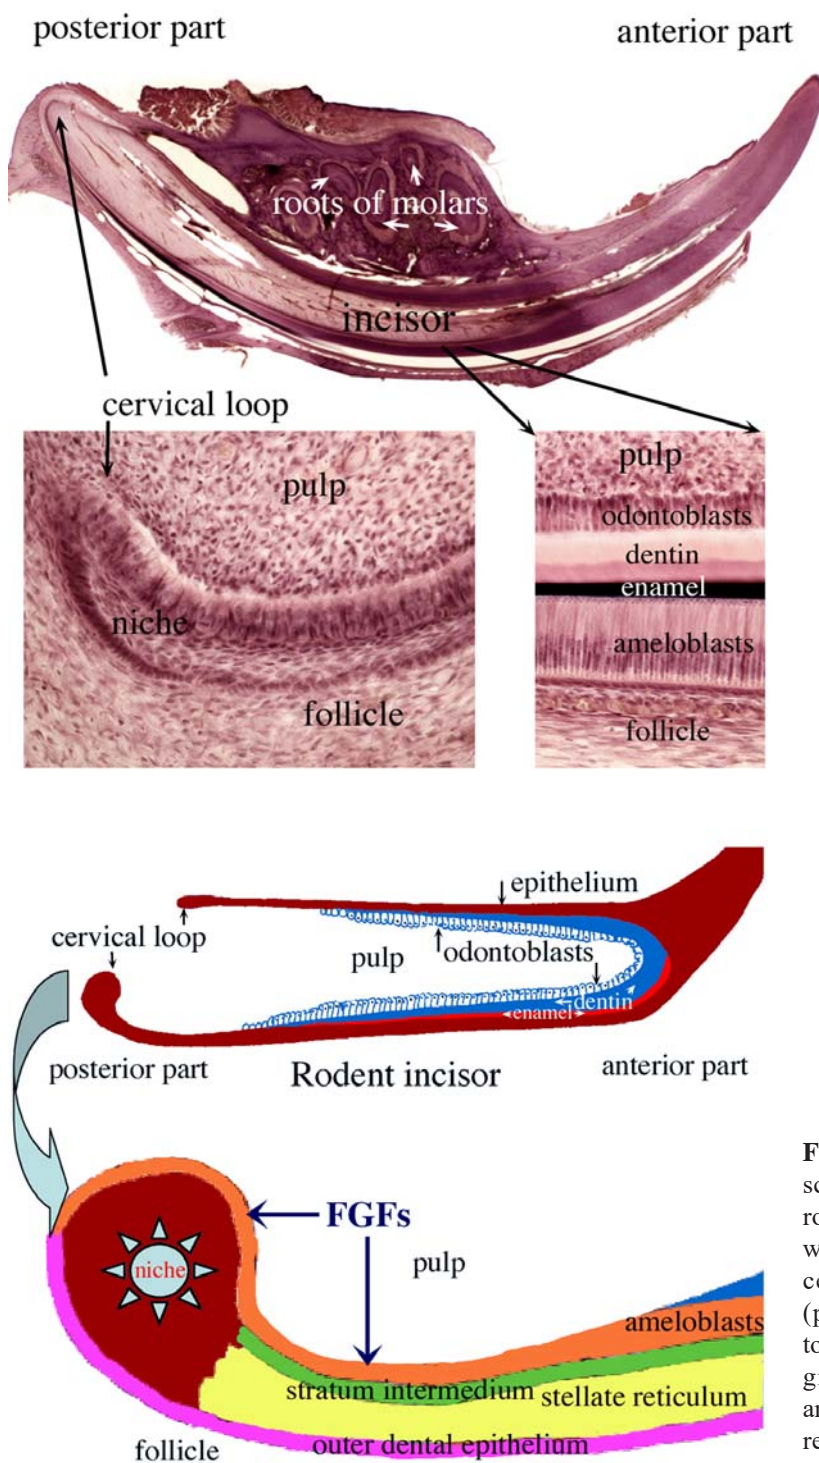 posterior part
anterior part
roots of molars
incisor
cervical loop
pulp
niche
follicle
pulp
odontoblasts
dentin
enamel
ameloblasts
follicle
epithelium
cervical loop
pulp
odontoblasts
dentin
enamel
posterior part
Rodent incisor
anterior part
FGFs
niche
pulp
ameloblasts
stratum intermedium
stellate reticulum
follicle
outer dental epithelium